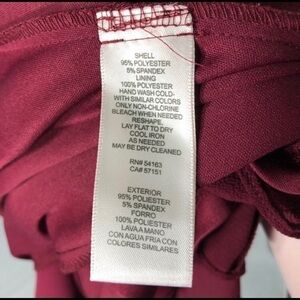 SHELL
95% POLYESTER
5% SPANDEX
LINING
100% POLYESTER
HAND WASH COLD-
WITH SIMILAR COLORS
ONLY NON-CHLORINE
BLEACH WHEN NEEDED
RESHAPE,
LAY FLAT TO DRY
COOL IRON
AS NEEDED
MAY BE DRY CLEANED
RN# 54163
CA# 57151
EXTERIOR
95% POLIESTER
5% SPANDEX
FORRO
100% POLIESTER
LAVA A MANO
CON AGUA FRIA CON
COLORES SIMILARES